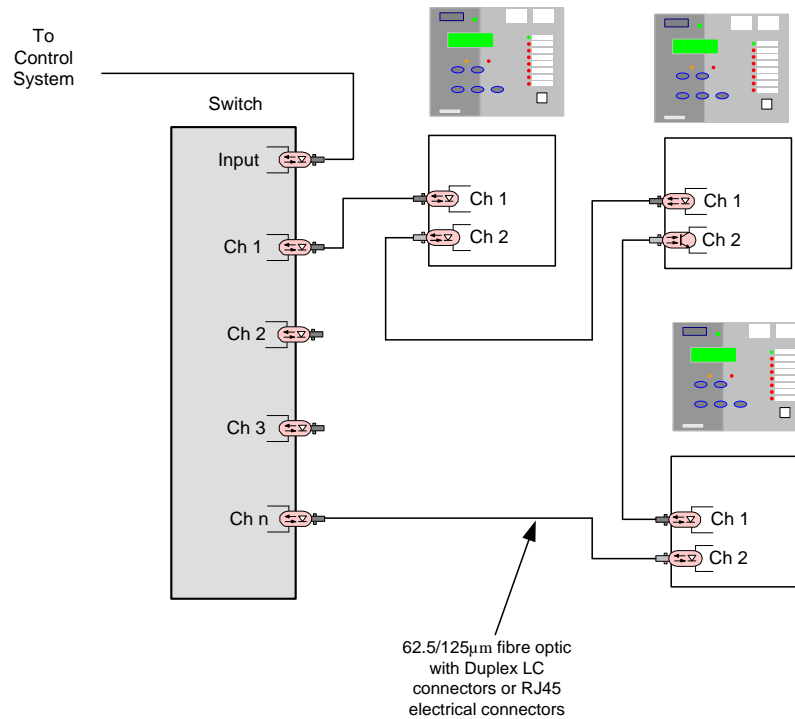 To
Control
System
Switch
Input
Ch 1
Ch 2
Ch 3
Ch n
Ch 1
Ch 2
Ch 1
Ch 2
Ch 1
Ch 2
62.5/125µm fibre optic
with Duplex LC
connectors or RJ45
electrical connectors